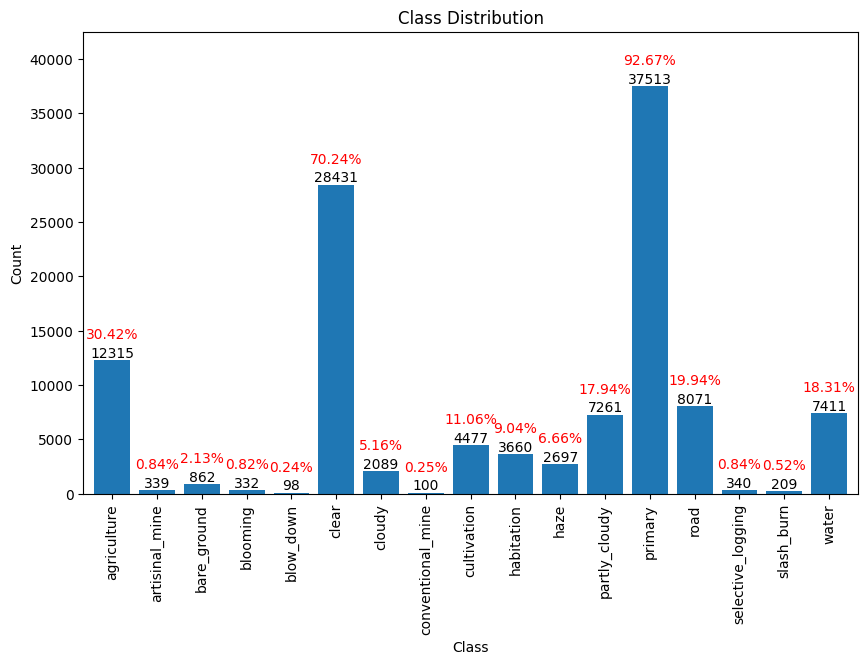 Class Distribution
Count
40000
35000
30000
25000
20000
15000
10000
5000
0
30.42%
12315
0.84%
339
2.13%
862
0.82%
332
0.24%
98
70.24%
28431
5.16%
2089
0.25%
100
11.06%
4477
9.04%
3660
6.66%
2697
17.94%
7261
92.67%
37513
19.94%
8071
0.84%
340
0.52%
209
18.31%
7411
agriculture
artisinal_mine
bare_ground
blooming
blow_down
clear
cloudy
conventional_mine
cultivation
habitation
haze
partly_cloudy
primary
road
selective_logging
slash_burn
water
Class